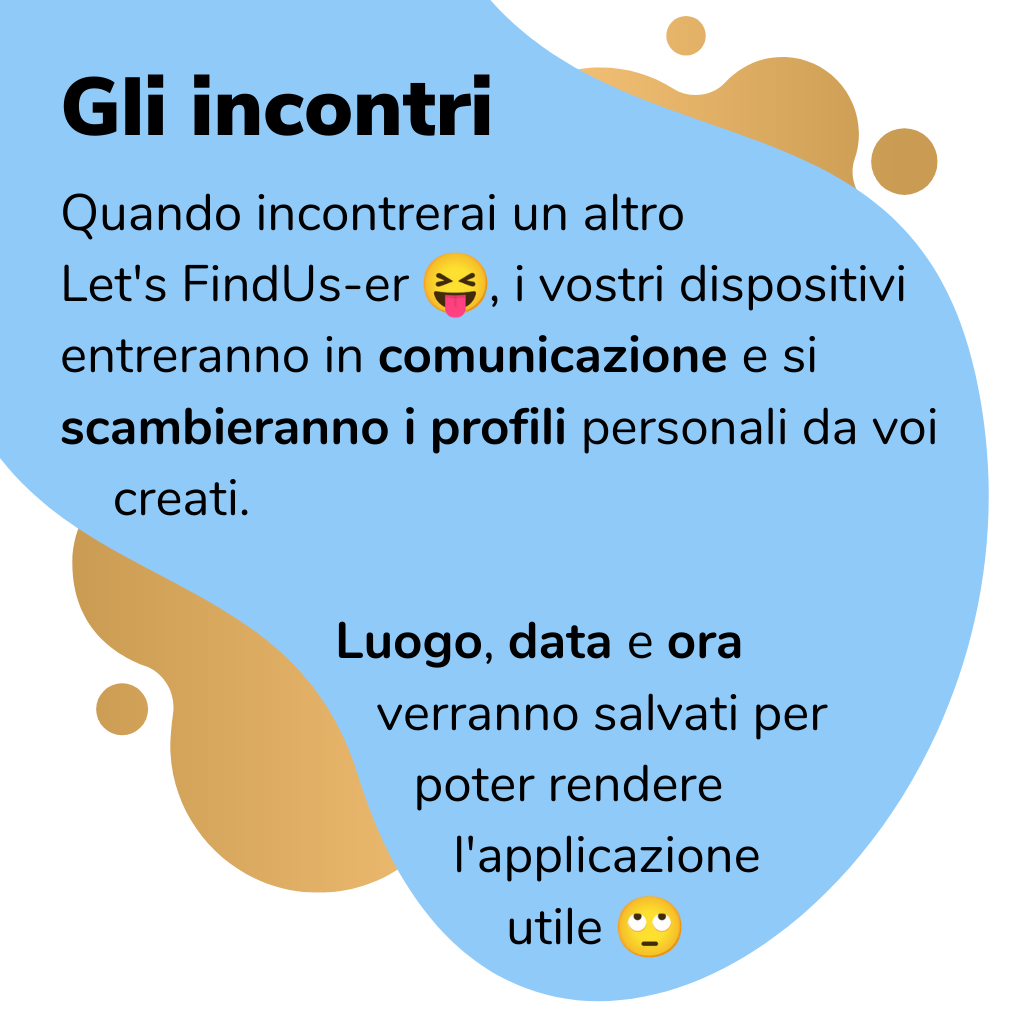 Gli incontri
Quando incontrerai un altro
Let's FindUs-er 😝, i vostri dispositivi
entreranno in comunicazione e si
scambieranno i profili personali da voi
creati.
Luogo, data e ora
verranno salvati per
poter rendere
l'applicazione
utile 🙄